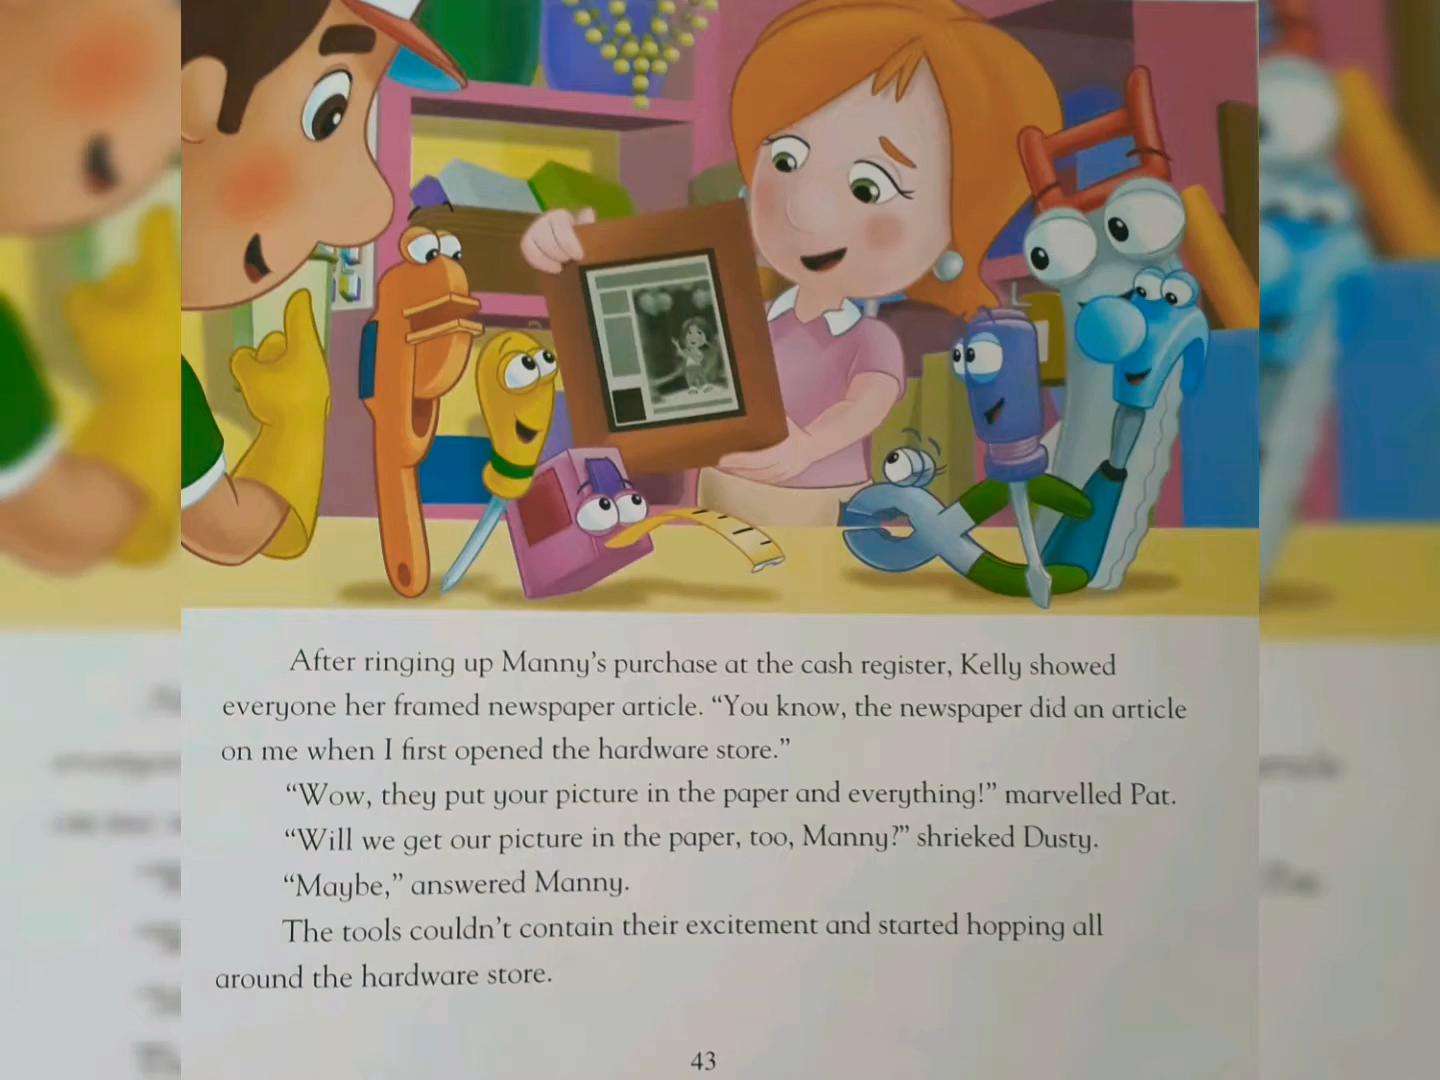 After ringing up Manny's purchase at the cash register, Kelly showed
everyone her framed newspaper article. “You know, the newspaper did an article
on me when I first opened the hardware store.”
“Wow, they put your picture in the paper and everything!” marvelled Pat.
“Will we get our picture in the paper, too, Manny?” shrieked Dusty.
“Maybe,” answered Manny.
The tools couldn't contain their excitement and started hopping all
around the hardware store.
43